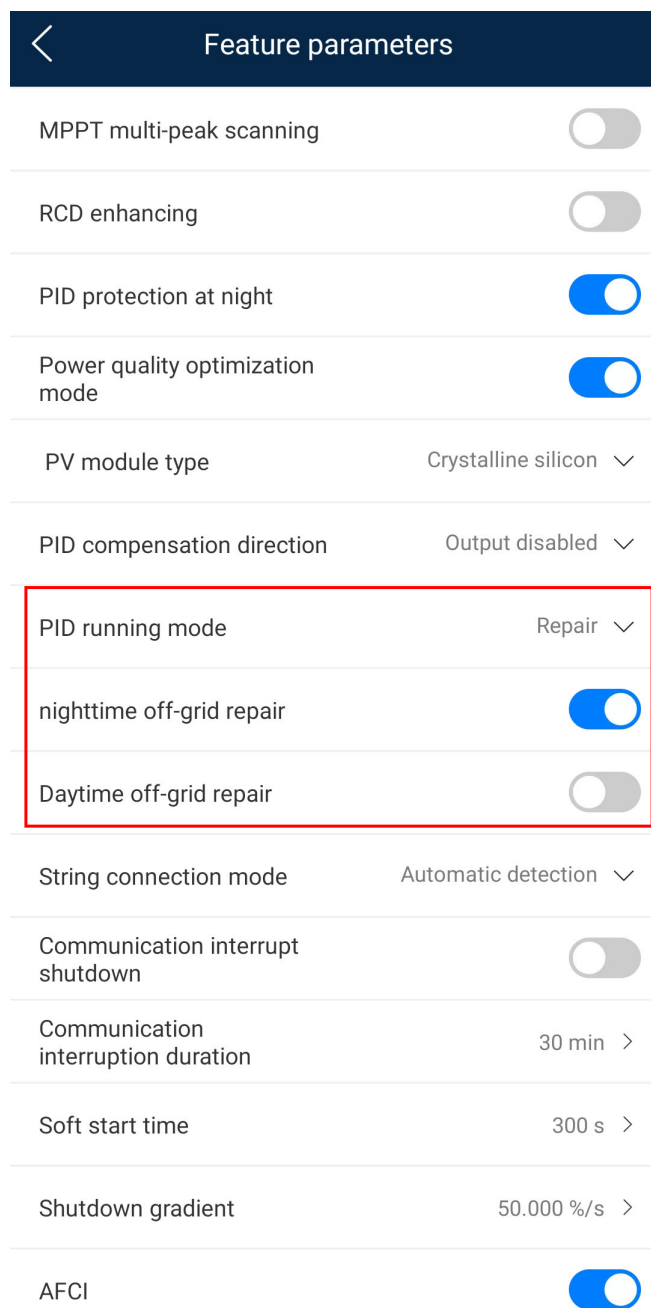 Feature parameters
MPPT multi-peak scanning
RCD enhancing
PID protection at night
Power quality optimization
mode
PV module type Crystalline silicon
PID compensation direction Output disabled
PID running mode Repair
nighttime off-grid repair
Daytime off-grid repair
String connection mode Automatic detection
Communication interrupt
shutdown
Communication
interruption duration 30 min
Soft start time 300 s
Shutdown gradient 50.000 %/s
AFCI